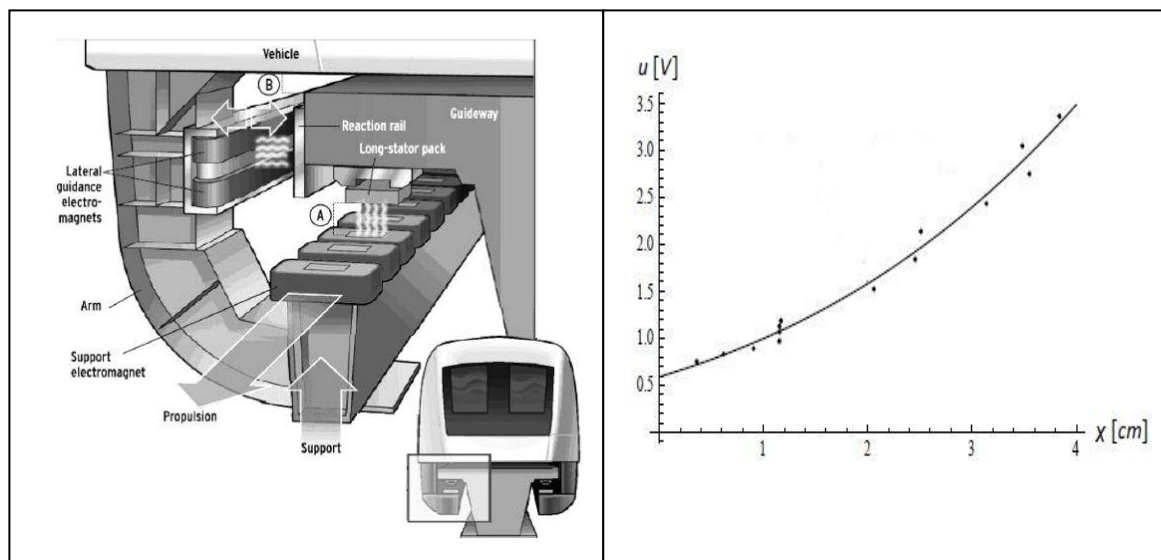 Vehicle
B
Reaction rail
Guideway
Long-stator pack
Lateral
guidance
electro-
magnets
A
Arm
Support
electromagnet
Propulsion
Support
u [V]
3.5
3.0
2.5
2.0
1.5
1.0
0.5
1
2
3
4
x [cm]